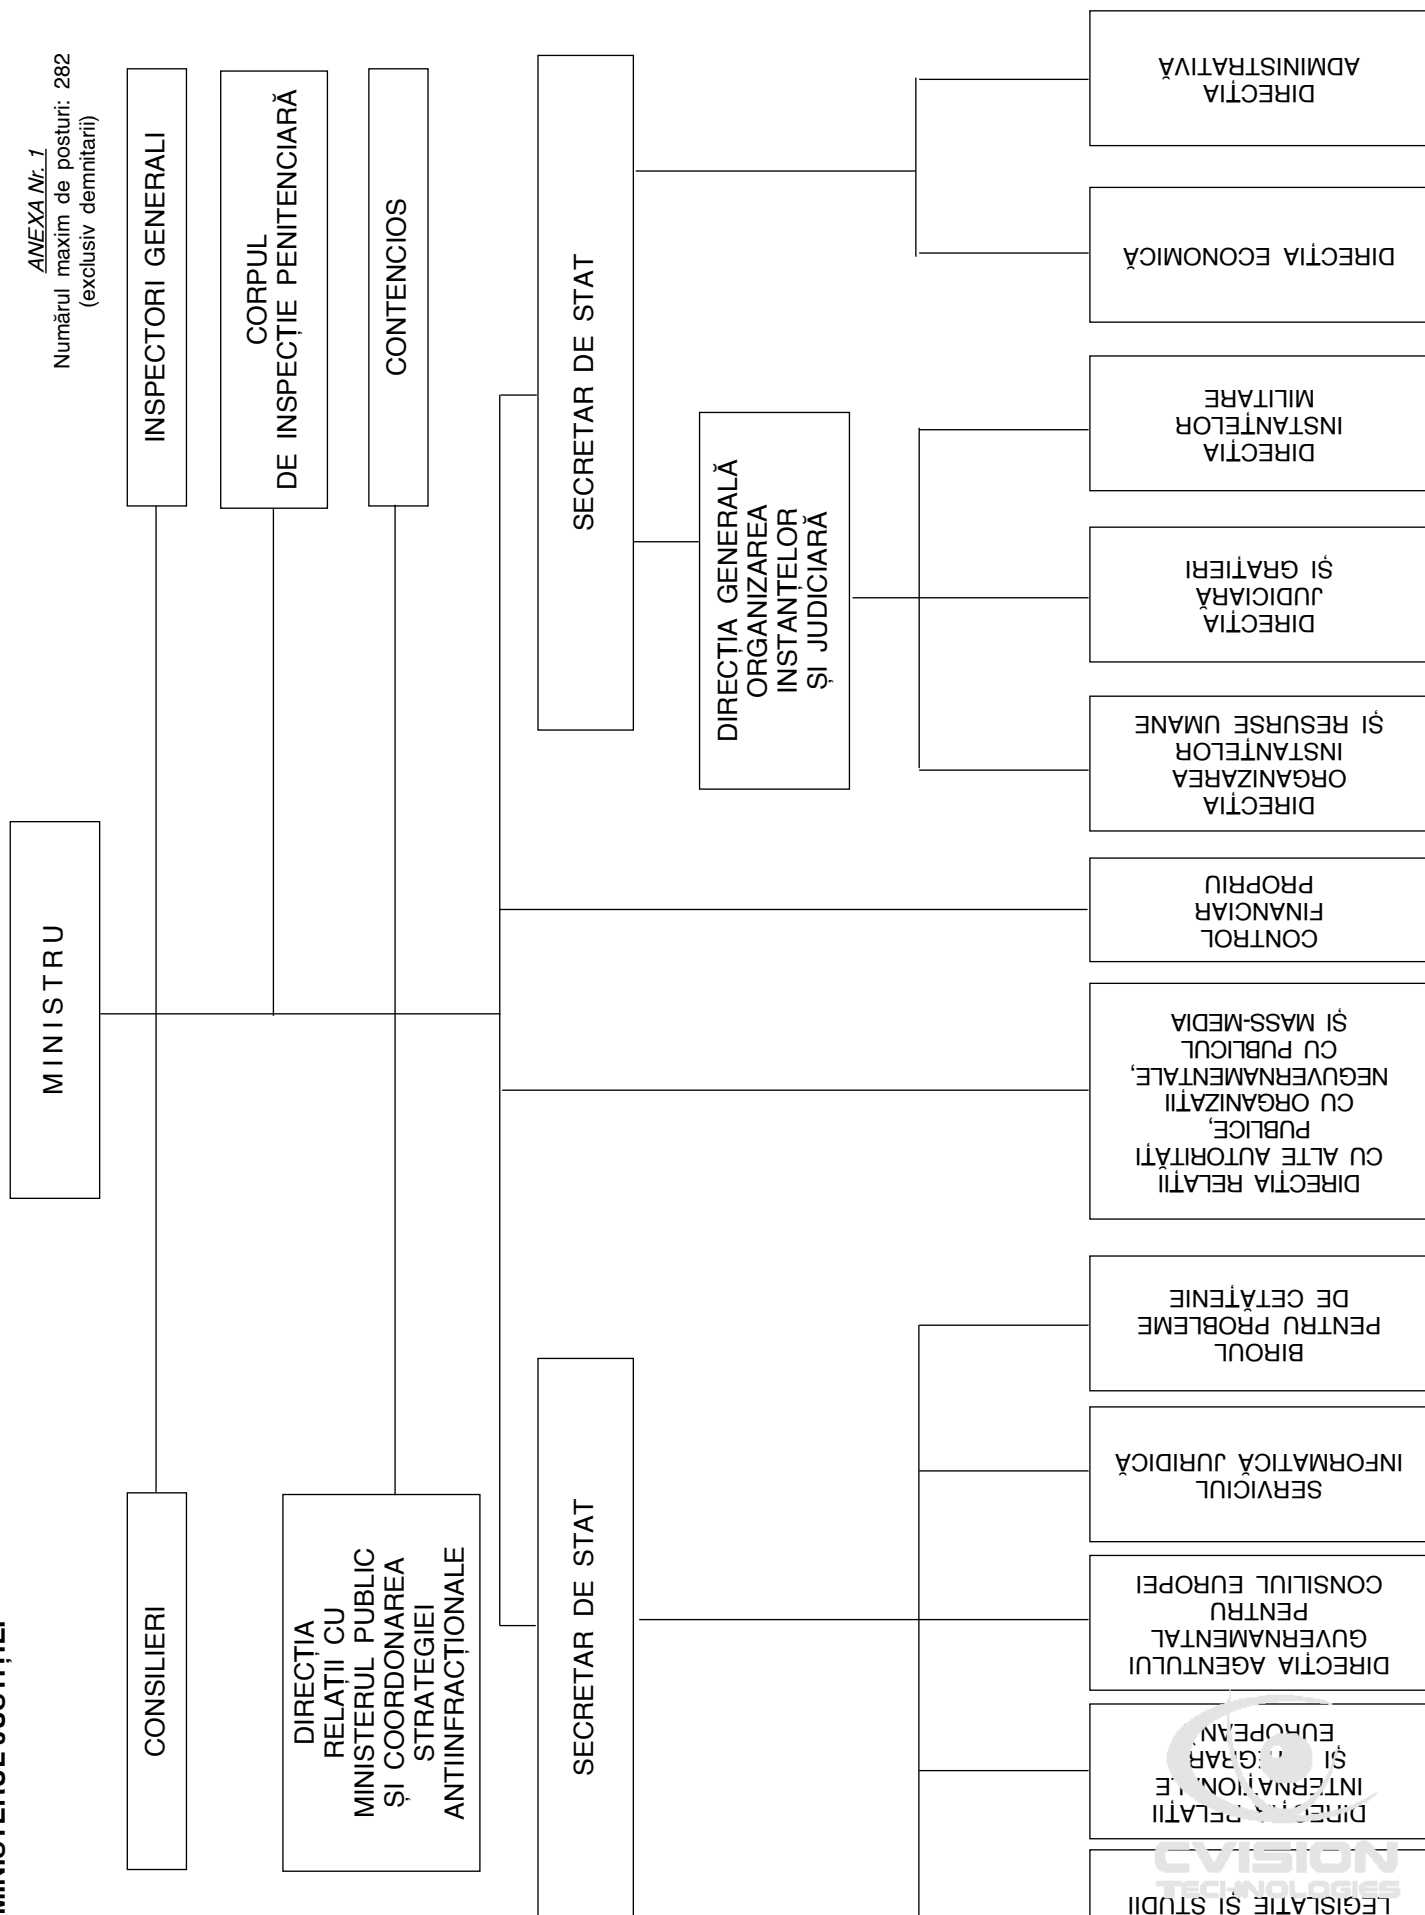 MINISTERUL JUSTIȚIEI
ANEXA Nr. 1
Numărul maxim de posturi: 282
(exclusiv demnitarii)
MINISTRU
CONSILIERI
INSPECTORI GENERALI
CORPUL
DE INSPECȚIE PENITENCIARĂ
DIRECȚIA
RELAȚII CU
MINISTERUL PUBLIC
ȘI COORDONAREA
STRATEGIEI
ANTIINFRACȚIONALE
CONTENCIOS
SECRETAR DE STAT
SECRETAR DE STAT
DIRECȚIA GENERALĂ
ORGANIZAREA
INSTANȚELOR
ȘI JUDICIARĂ
LEGISLAȚIE ȘI STUDII
DIRECȚIA RELAȚII
INTERNAȚIONALE
ȘI
EUROPEANĂ
DIRECȚIA AGENTULUI
GUVERNAMENTAL
PENTRU
CONSILIUL EUROPEI
SERVICIUL
INFORMATICĂ JURIDICĂ
BIROUL
PENTRU PROBLEME
DE CETĂȚENIE
DIRECȚIA RELAȚII
CU ALTE AUTORITĂȚI
PUBLICE,
CU ORGANIZAȚII
NEGUVERNAMENTALE,
CU PUBLICUL
ȘI MASS-MEDIA
CONTROL
FINANCIAR
PROPRIU
DIRECȚIA
ORGANIZAREA
INSTANȚELOR
ȘI RESURSE UMANE
DIRECȚIA
JUDICIARĂ
ȘI GRAȚIERI
DIRECȚIA
INSTANȚELOR
MILITARE
DIRECȚIA ECONOMICĂ
DIRECȚIA
ADMINISTRATIVĂ
CVISION
TECHNOLOGIES